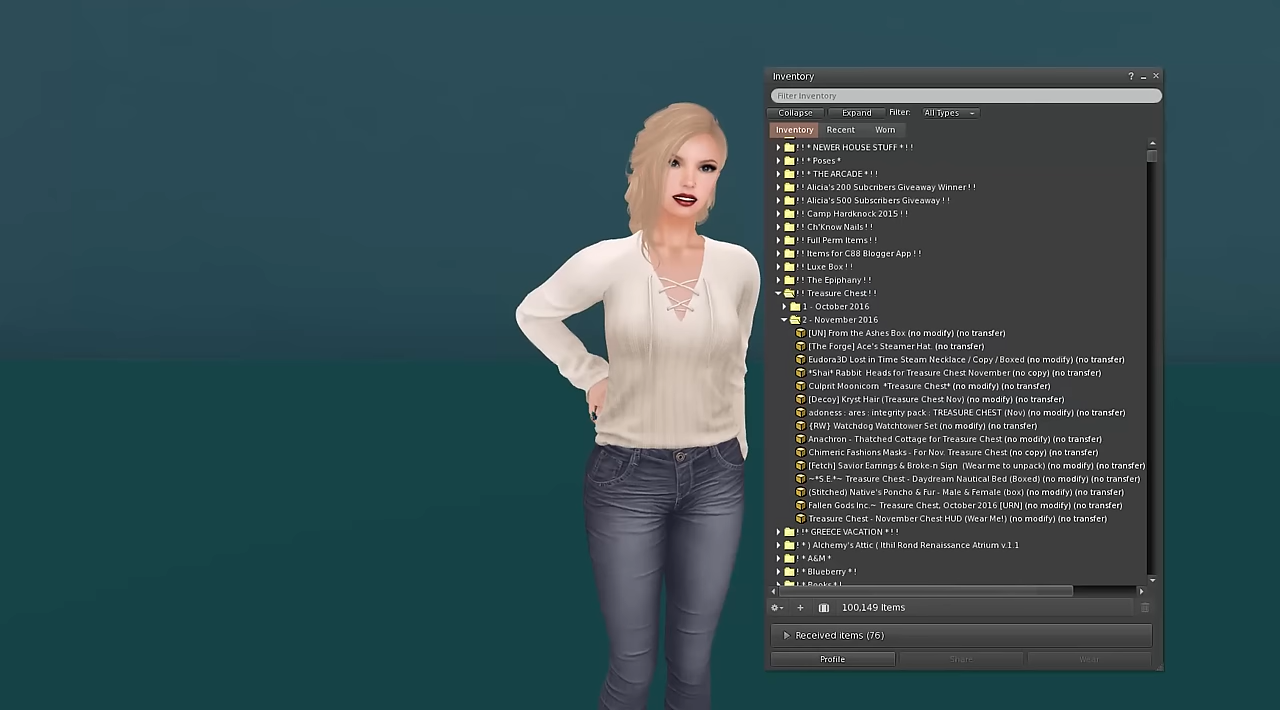 Inventory
? _ ×
Filter Inventory
Collapse Expand Filter: All Types
Inventory Recent Worn
! ! * NEWER HOUSE STUFF * ! !
! ! * Poses *
! ! * THE ARCADE * ! !
! ! Alicia's 200 Subcribers Giveaway Winner ! !
! ! Alicia's 500 Subscribers Giveaway ! !
! ! Camp Hardknock 2015 ! !
! ! Ch'Know Nails ! !
! ! Full Perm Items ! !
! ! Items for C88 Blogger App ! !
! ! Luxe Box ! !
! ! The Epiphany ! !
! ! Treasure Chest ! !
1 - October 2016
2 - November 2016
[UN] From the Ashes Box (no modify) (no transfer)
[The Forge] Ace's Steamer Hat. (no transfer)
Eudora3D Lost in Time Steam Necklace / Copy / Boxed (no modify) (no transfer)
*Shai* Rabbit Heads for Treasure Chest November (no copy) (no transfer)
Culprit Moonicorn *Treasure Chest* (no modify) (no transfer)
[Decoy] Kryst Hair (Treasure Chest Nov) (no modify) (no transfer)
adoness : ares : integrity pack : TREASURE CHEST (Nov) (no modify) (no transfer)
{RW} Watchdog Watchtower Set (no modify) (no transfer)
Anachron - Thatched Cottage for Treasure Chest (no modify) (no transfer)
Chimeric Fashions Masks - For Nov. Treasure Chest (no copy) (no transfer)
[Fetch] Savior Earrings & Broke-n Sign (Wear me to unpack) (no modify) (no transfer)
~*S.E.*~ Treasure Chest - Daydream Nautical Bed (Boxed) (no modify) (no transfer)
(Stitched) Native's Poncho & Fur - Male & Female (box) (no modify) (no transfer)
Fallen Gods Inc.~ Treasure Chest, October 2016 [URN] (no modify) (no transfer)
Treasure Chest - November Chest HUD (Wear Me!) (no modify) (no transfer)
! !* GREECE VACATION * ! !
! * ) Alchemy's Attic ( Ithil Rond Renaissance Atrium v.1.1
! * A&M *
! * Blueberry * !
! * Books * !
+ 100,149 Items
Received items (76)
Profile Share Wear